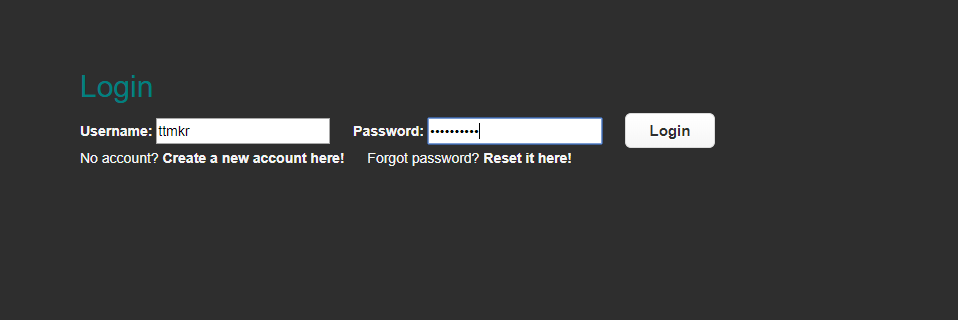 Login
Username: ttmkr Password: •••••••••• Login
No account? Create a new account here! Forgot password? Reset it here!